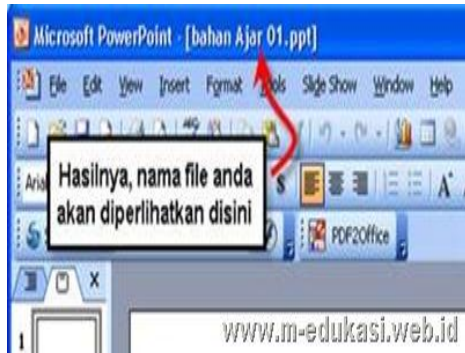 Microsoft PowerPoint - [bahan Ajar 01.ppt]
File Edit View Insert Format Tools Slide Show Window Help
Hasilnya, nama file anda
akan diperlihatkan disini
PDF2Office
1
www.m-edukasi.web.id